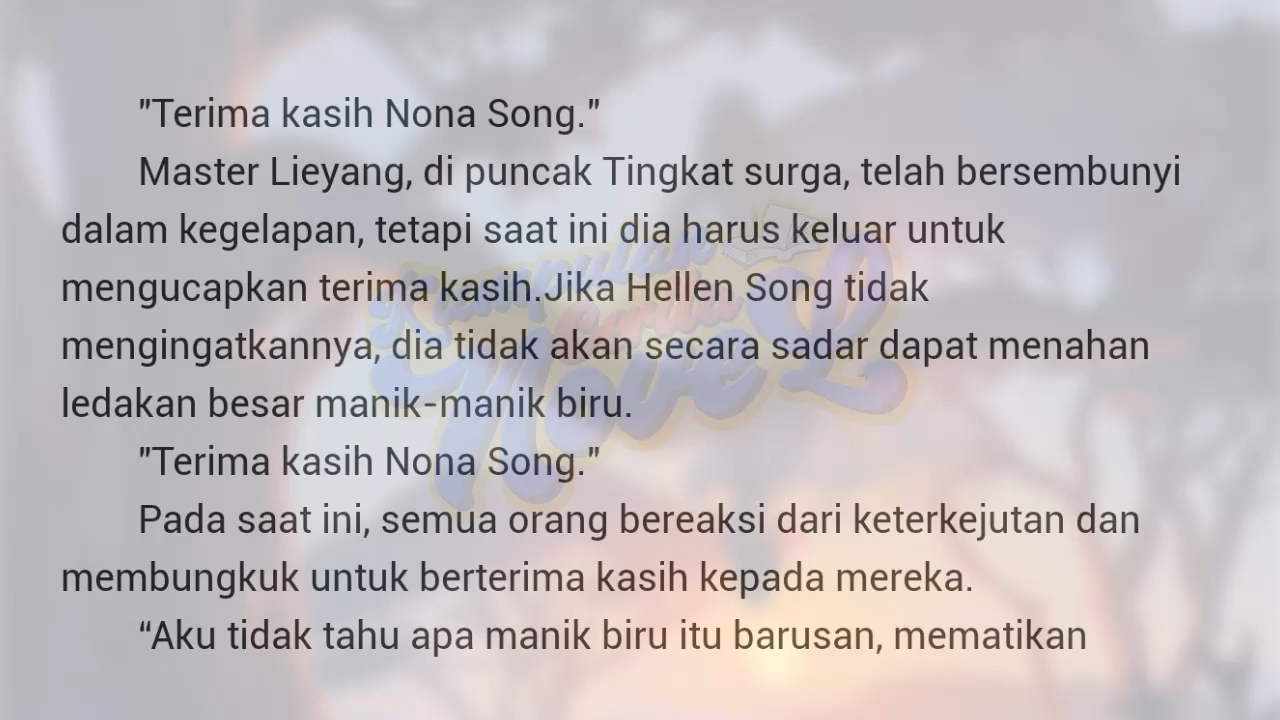 "Terima kasih Nona Song."
Master Lieyang, di puncak Tingkat surga, telah bersembunyi
dalam kegelapan, tetapi saat ini dia harus keluar untuk
mengucapkan terima kasih.Jika Hellen Song tidak
mengingatkannya, dia tidak akan secara sadar dapat menahan
ledakan besar manik-manik biru.
"Terima kasih Nona Song."
Pada saat ini, semua orang bereaksi dari keterkejutan dan
membungkuk untuk berterima kasih kepada mereka.
“Aku tidak tahu apa manik biru itu barusan, mematikan
Kumpulan
Cerita
NoveL